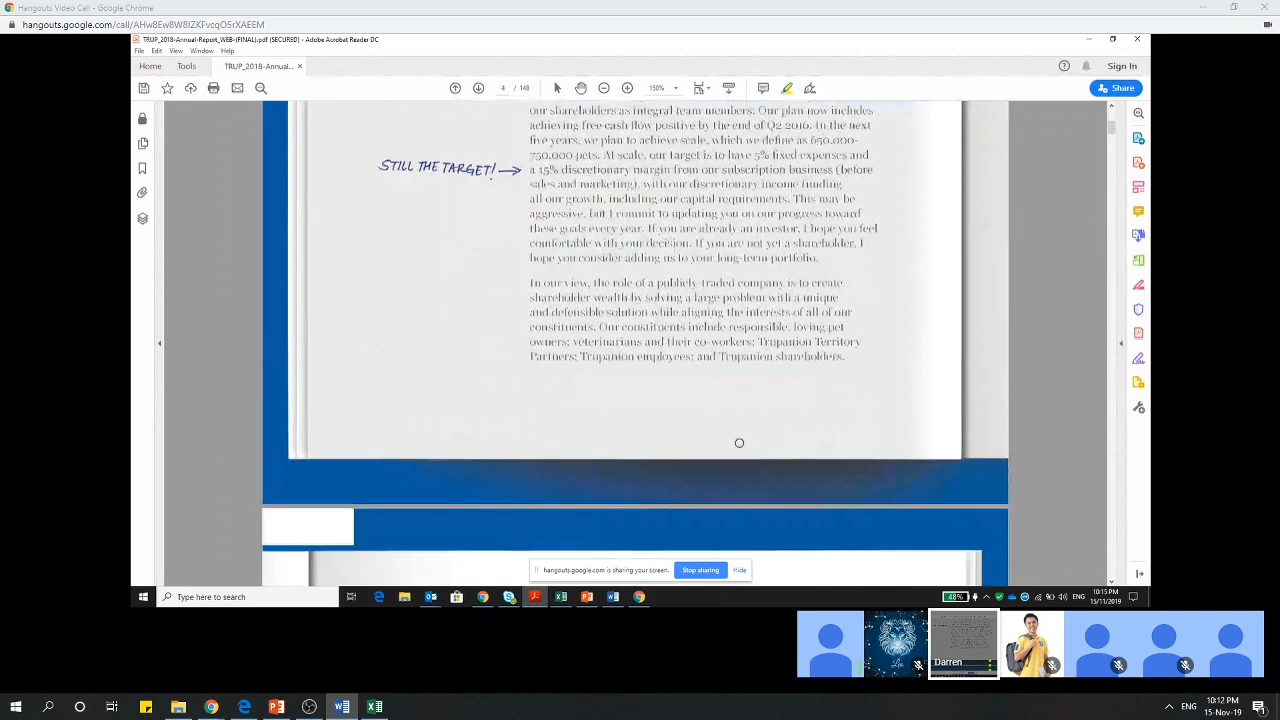 Hangouts Video Call - Google Chrome
hangouts.google.com/call/AHw8Ew8W8IZKFvcqO5rXAEEM
TRUP_2018-Annual-Report_WEB-(FINAL).pdf (SECURED) - Adobe Acrobat Reader DC
File Edit View Window Help
Home Tools TRUP_2018-Annual... × Sign In
4 / 148 150% Share
our shareholders as integral team members. Our plan now includes
achieving free cash flow positive by the end of Q2 2016. In the next
five years, we plan to achieve scale, which we define as 650,000-
750,000 pets. At scale, our target is to have 5% fixed expenses and
STILL THE TARGET! → a 15% discretionary margin from our subscription business (before
sales and marketing), with our discretionary income funding
all our growth, including our capital requirements. This may be
aggressive, but I commit to updating you on our progress toward
these goals every year. If you are already an investor, I hope you feel
comfortable with your decision. If you are not yet a shareholder, I
hope you consider adding us to your long-term portfolio.
In our view, the role of a publicly-traded company is to create
shareholder wealth by solving a large problem with a unique
and defensible solution while aligning the interests of all of our
constituents. Our constituents include responsible, loving pet
owners; veterinarians and their co-workers; Trupanion Territory
Partners; Trupanion employees; and Trupanion shareholders.
hangouts.google.com is sharing your screen. Stop sharing Hide
Type here to search 48% ENG 10:15 PM
15/11/2019
Leo
Darren
ENG 10:12 PM
15-Nov-19